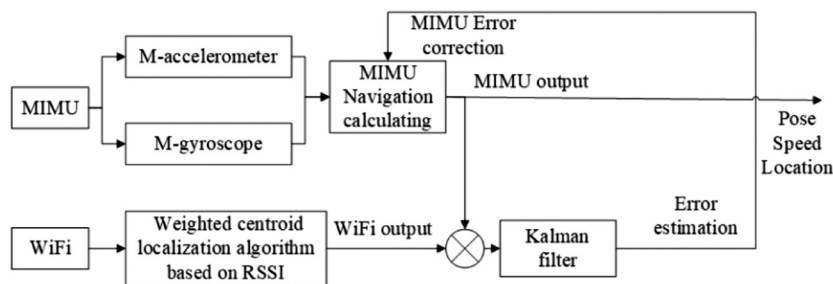 MIMU
M-accelerometer
M-gyroscope
MIMU
Navigation
calculating
MIMU Error
correction
MIMU output
Pose
Speed
Location
WiFi
Weighted centroid
localization algorithm
based on RSSI
WiFi output
Kalman
filter
Error
estimation